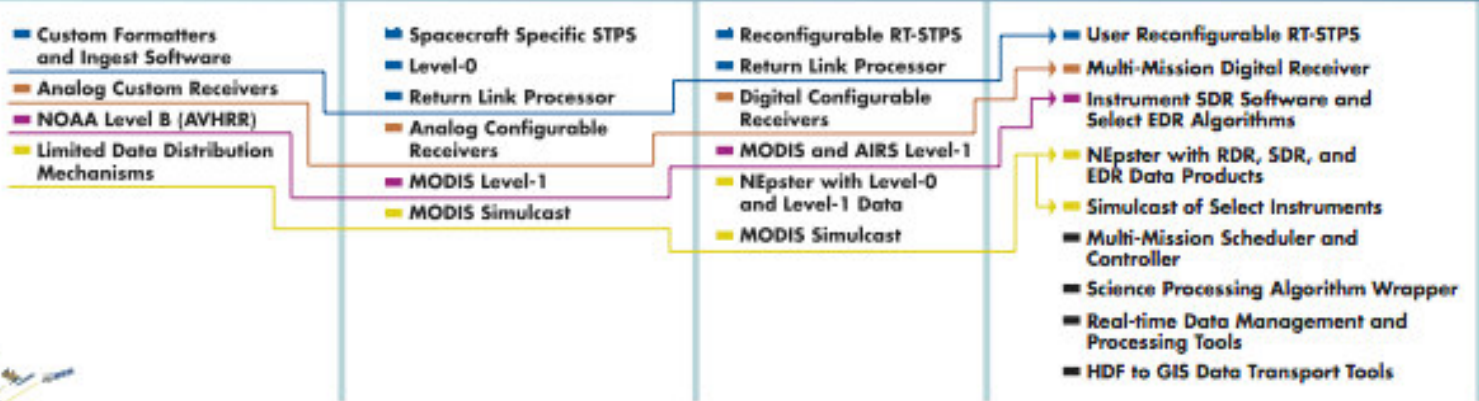 Custom Formatters
and Ingest Software
Analog Custom Receivers
NOAA Level B (AVHRR)
Limited Data Distribution
Mechanisms
Spacecraft Specific STPS
Level-0
Return Link Processor
Analog Configurable
Receivers
MODIS Level-1
MODIS Simulcast
Reconfigurable RT-STPS
Return Link Processor
Digital Configurable
Receivers
MODIS and AIRS Level-1
NEpster with Level-0
and Level-1 Data
MODIS Simulcast
User Reconfigurable RT-STPS
Multi-Mission Digital Receiver
Instrument SDR Software and
Select EDR Algorithms
NEpster with RDR, SDR, and
EDR Data Products
Simulcast of Select Instruments
Multi-Mission Scheduler and
Controller
Science Processing Algorithm Wrapper
Real-time Data Management and
Processing Tools
HDF to GIS Data Transport Tools